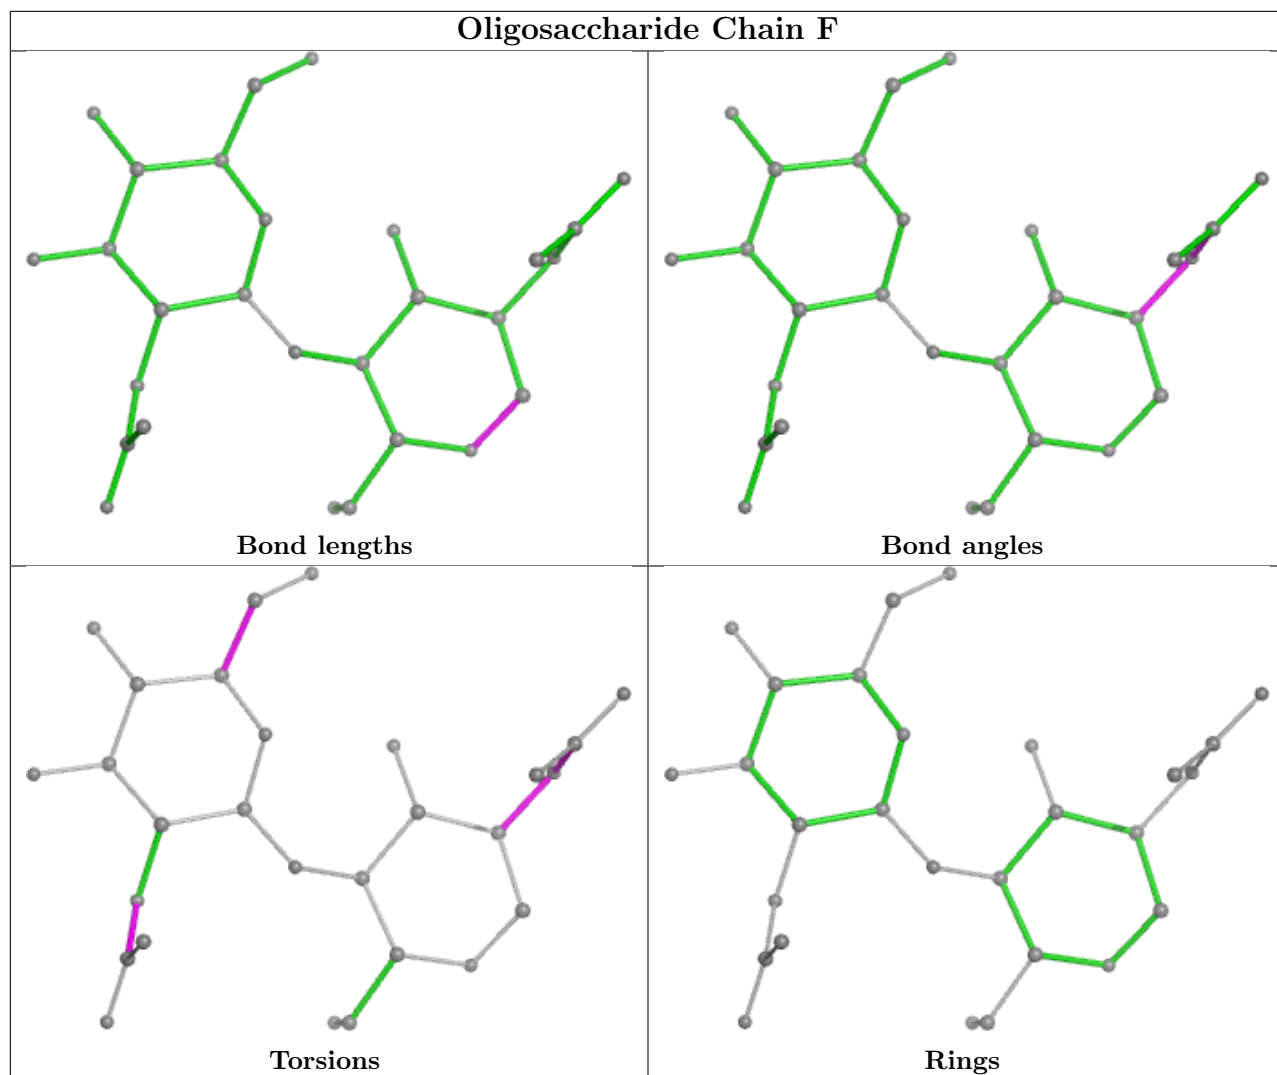 Oligosaccharide Chain F
Bond lengths
Bond angles
Torsions
Rings